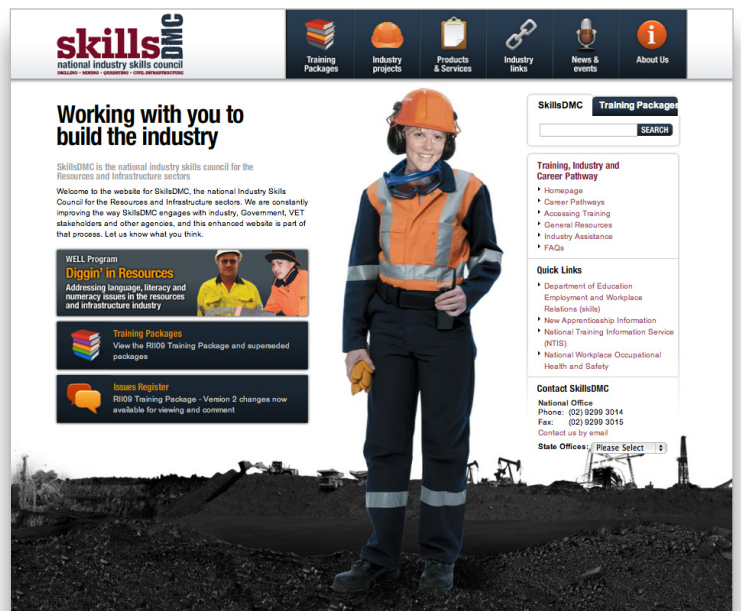 skills DMC
national industry skills council
DRILLING • MINING • QUARRYING • CIVIL INFRASTRUCTURE
Training
Packages
Industry
projects
Products
& Services
Industry
links
News &
events
About Us
Working with you to
build the industry
SkillsDMC is the national industry skills council for the
Resources and Infrastructure sectors
Welcome to the website for SkillsDMC, the national Industry Skills
Council for the Resources and Infrastructure sectors. We are constantly
improving the way SkillsDMC engages with industry, Government, VET
stakeholders and other agencies, and this enhanced website is part of
that process. Let us know what you think.
WELL Program
Diggin' in Resources
Addressing language, literacy and
numeracy issues in the resources
and infrastructure industry
Training Packages
View the RII09 Training Package and superseded
packages
Issues Register
RII09 Training Package - Version 2 changes now
available for viewing and comment
SkillsDMC
Training Packages
SEARCH
Training, Industry and
Career Pathway
Homepage
Career Pathways
Accessing Training
General Resources
Industry Assistance
FAQs
Quick Links
Department of Education
Employment and Workplace
Relations (skills)
New Apprenticeship Information
National Training Information Service
(NTIS)
National Workplace Occupational
Health and Safety
Contact SkillsDMC
National Office
Phone: (02) 9299 3014
Fax: (02) 9299 3015
Contact us by email
State Offices: Please Select